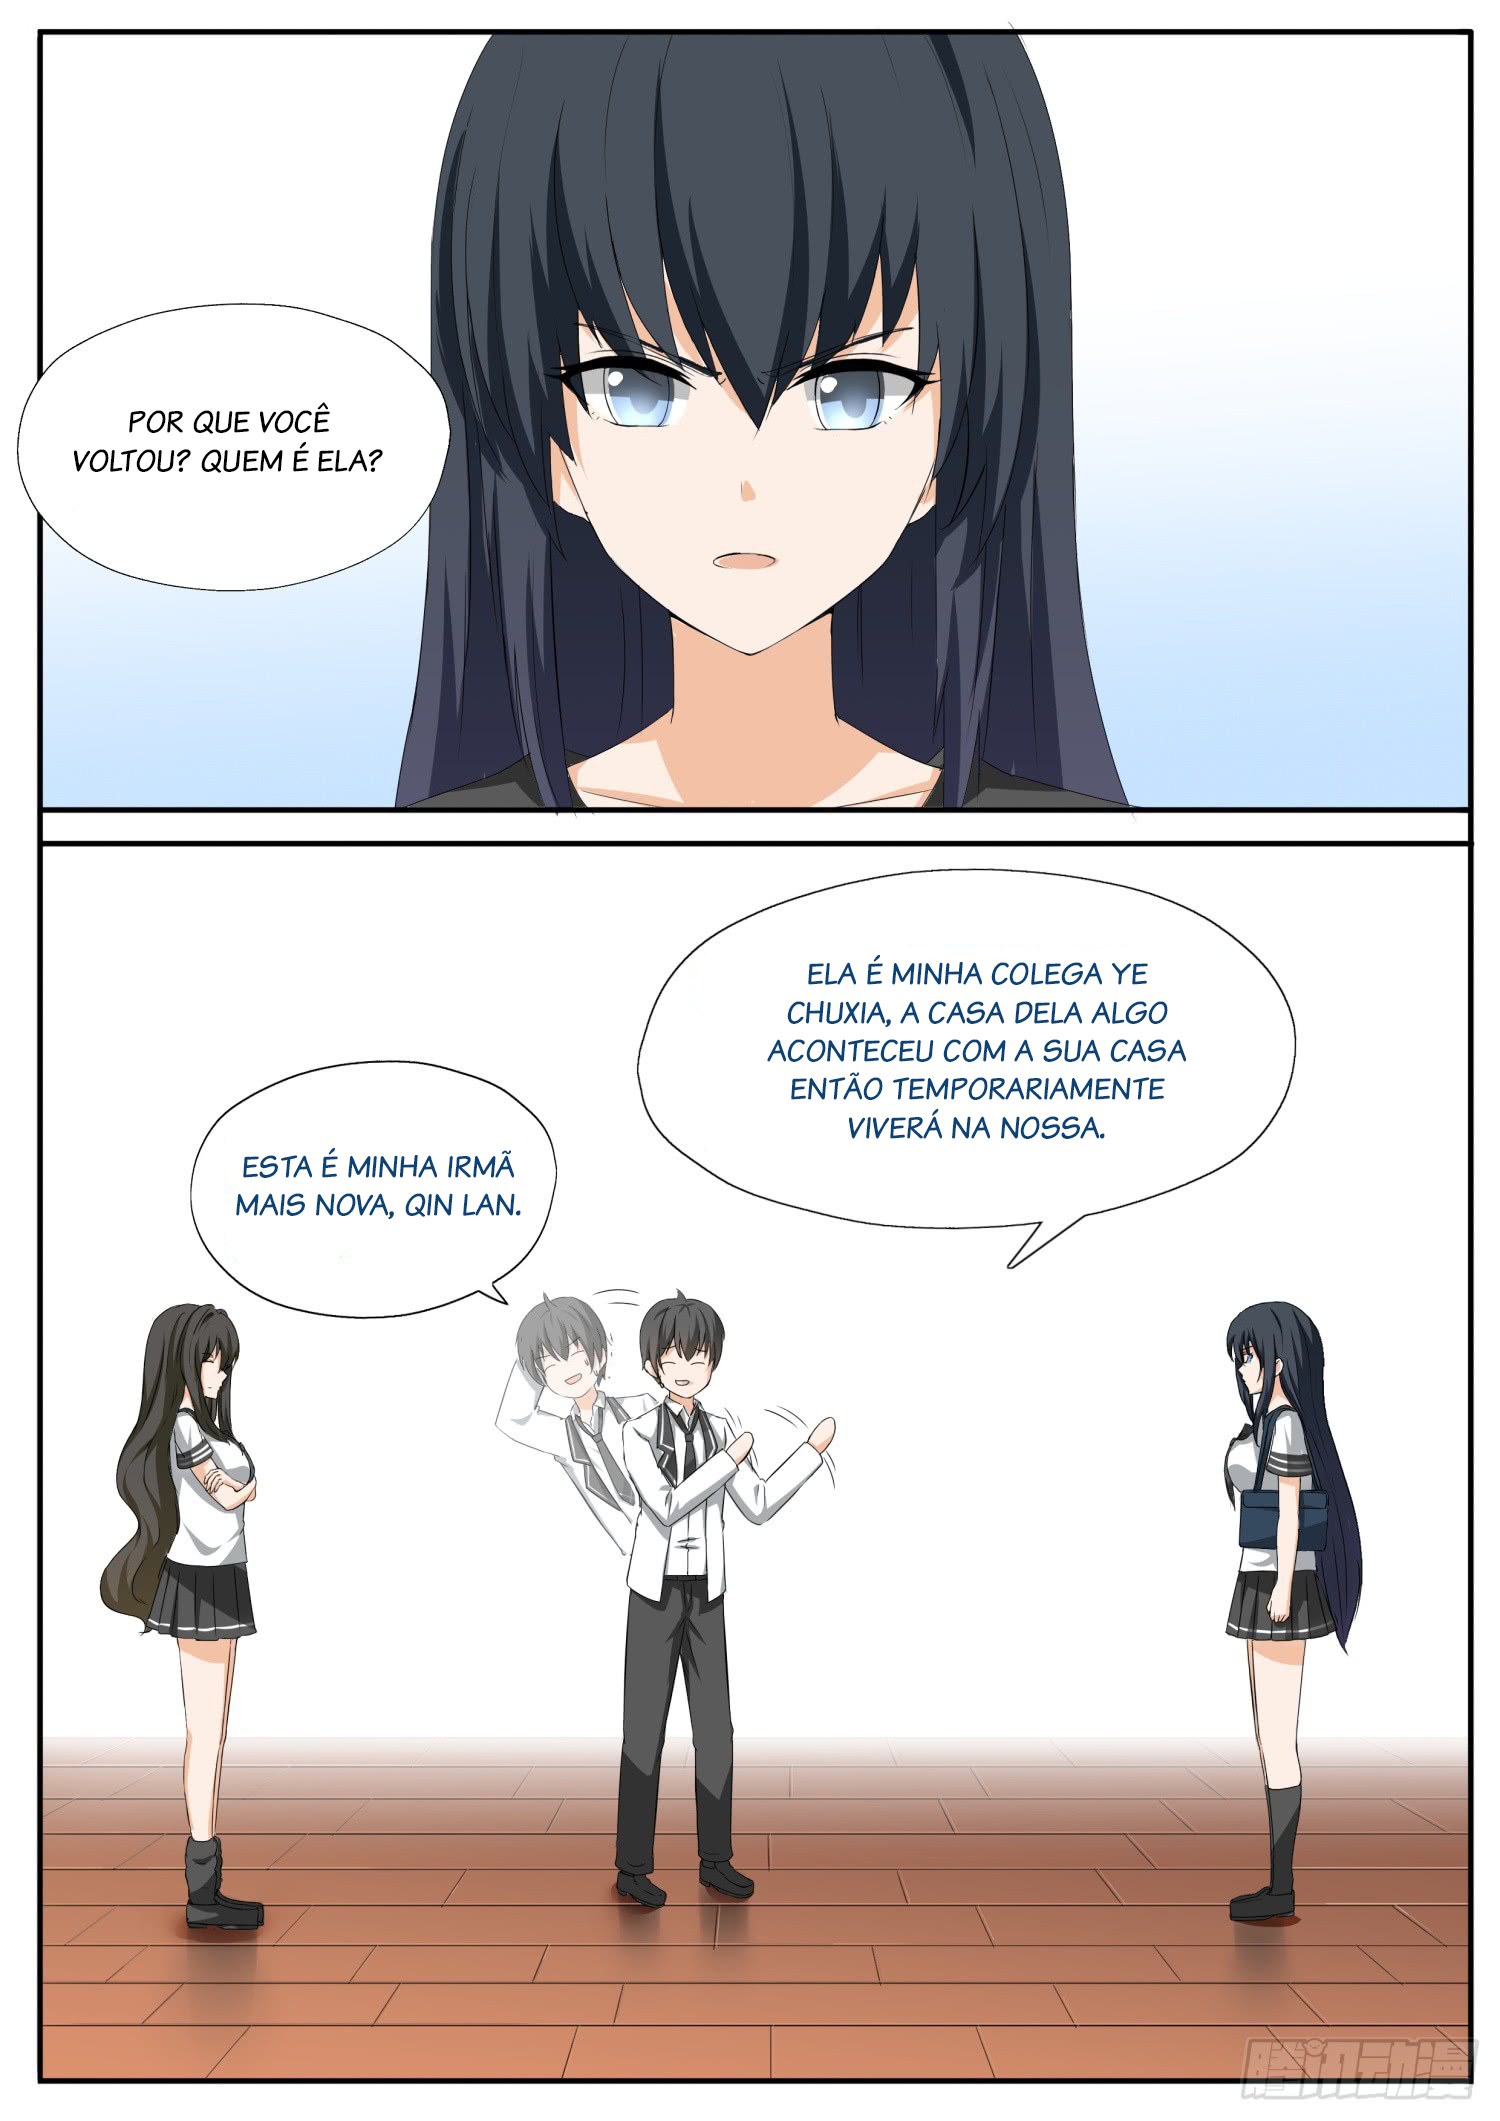 POR QUE VOCÊ
VOLTOU? QUEM É ELA?
ELA É MINHA COLEGA YE
CHUXIA, A CASA DELA ALGO
ACONTECEU COM A SUA CASA
ENTÃO TEMPORARIAMENTE
VIVERÁ NA NOSSA.
ESTA É MINHA IRMÃ
MAIS NOVA, QIN LAN.
腾讯动漫